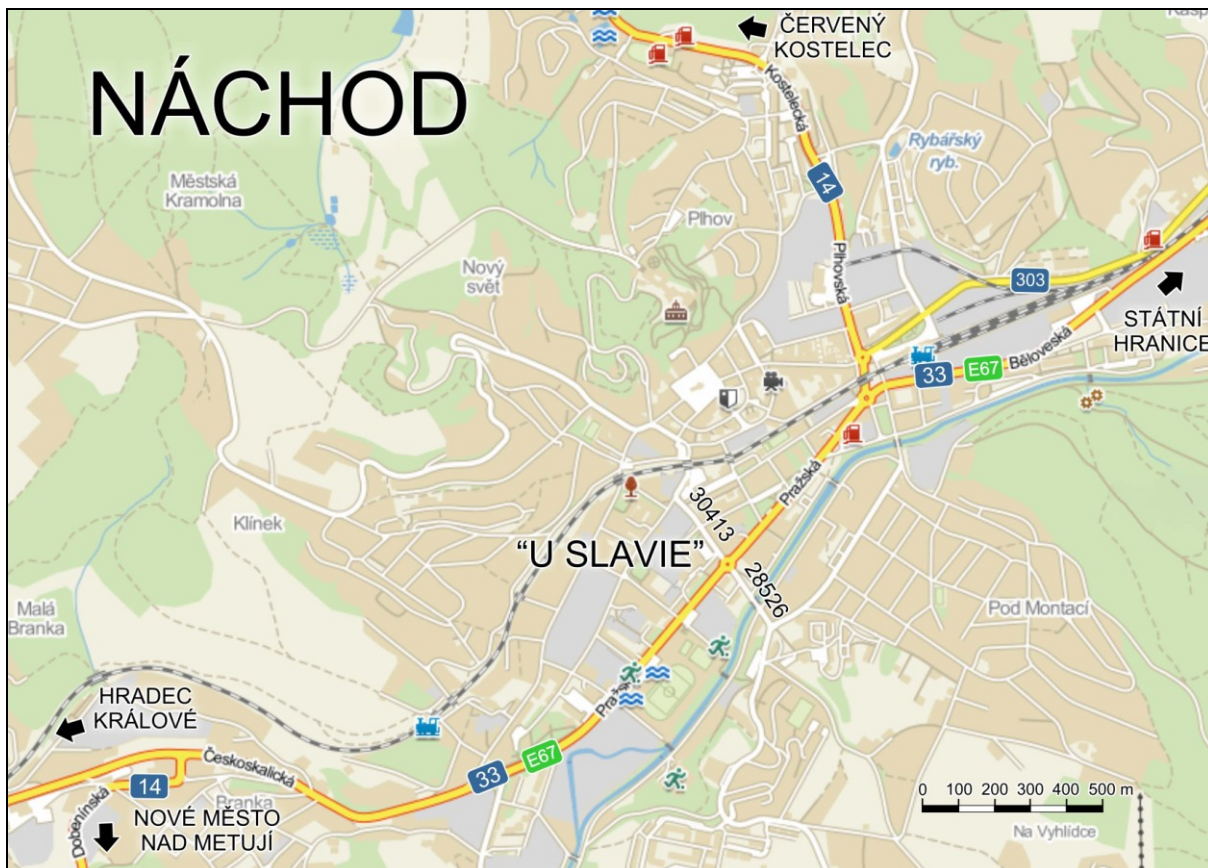 ČERVENÝ
KOSTELEC
NÁCHOD
Kostelecká
Rybářský
ryb.
14
Městská
Kramolna
Plhov
Plhovská
Nový
svět
303
STÁTNÍ
HRANICE
Běloveská
33
E67
Pražská
30413
Klínek
"U SLAVIE"
28526
Malá
Branka
Pod Montací
HRADEC
KRÁLOVÉ
Českoskalická
33
E67
14
Branka
Dobenínská
NOVÉ MĚSTO
NAD METUJÍ
0 100 200 300 400 500 m
Na Vyhlídce